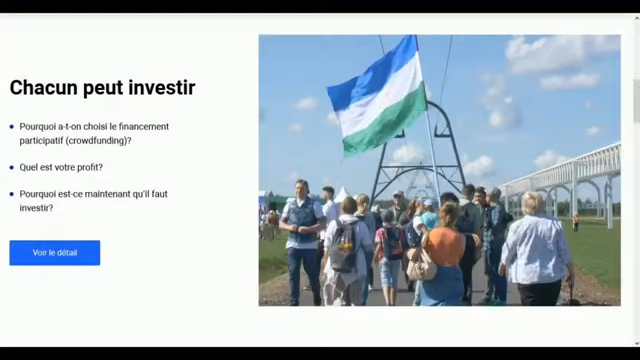 Chacun peut investir
Pourquoi a-t-on choisi le financement
participatif (crowdfunding)?
Quel est votre profit?
Pourquoi est-ce maintenant qu'il faut
investir?
Voir le détail